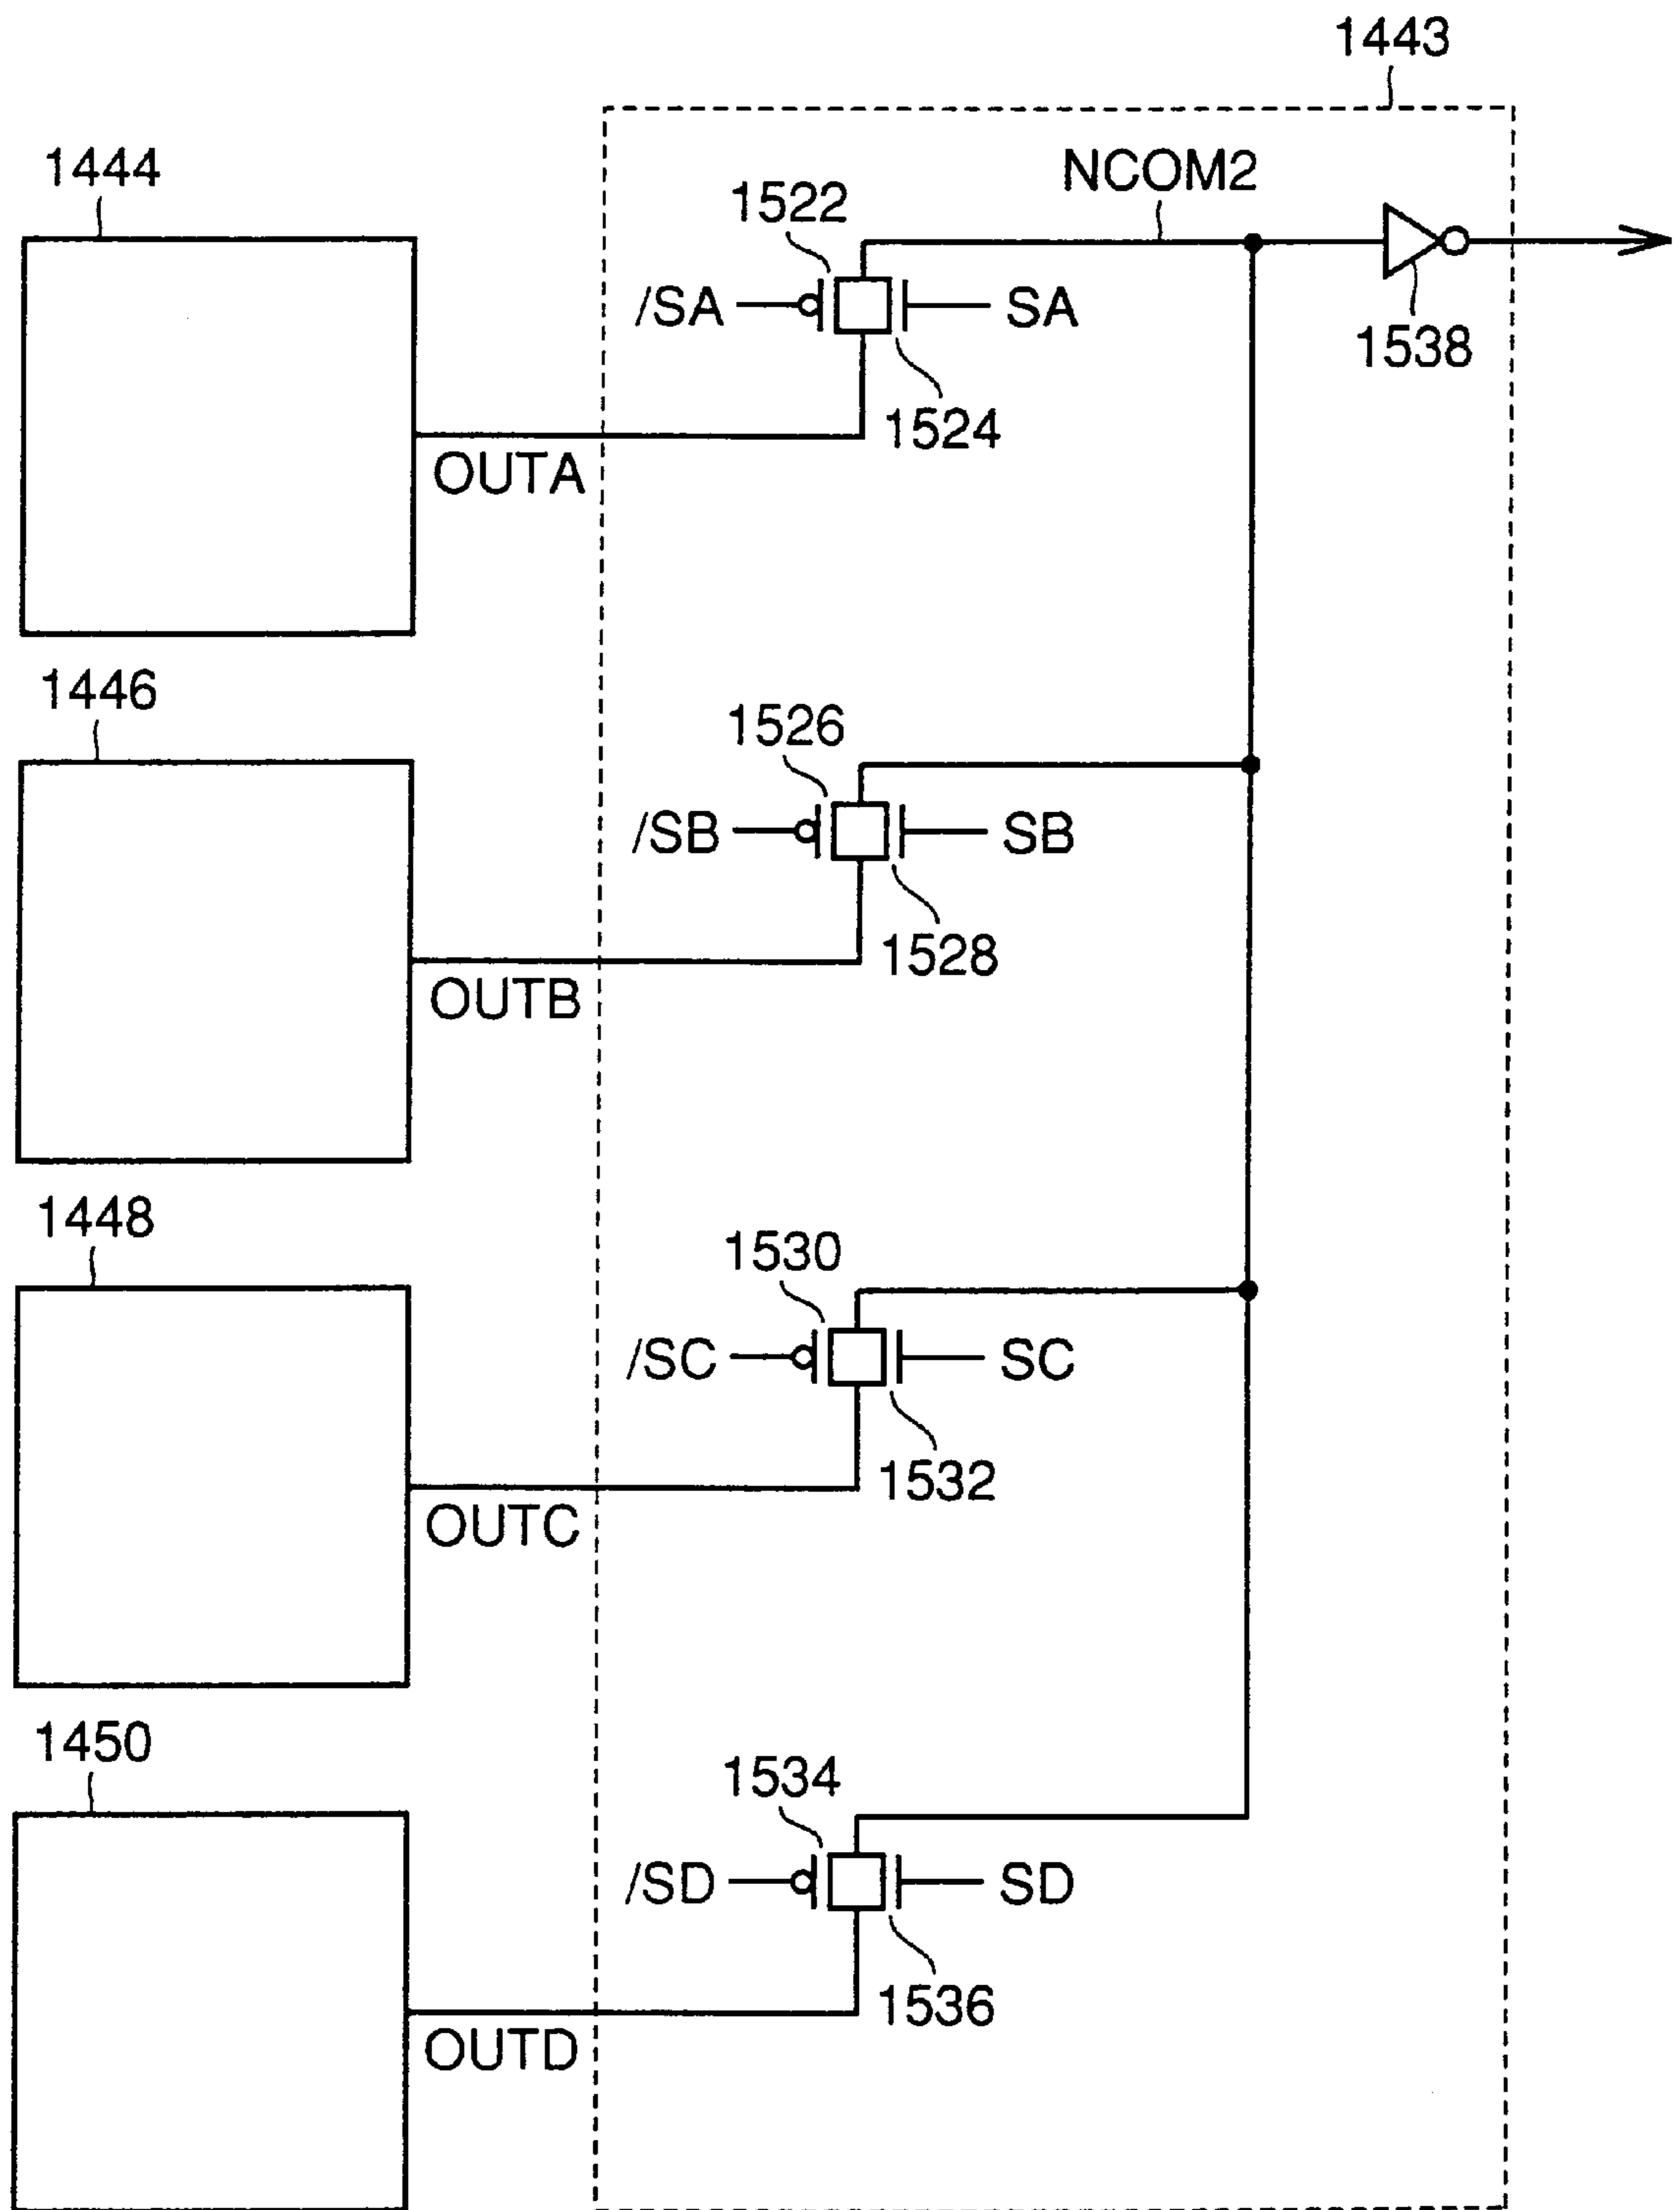 1443
1444
NCOM2
1522
/SA
SA
1538
1524
OUTA
1446
1526
/SB
SB
1528
OUTB
1448
1530
/SC
SC
1532
OUTC
1450
1534
/SD
SD
1536
OUTD